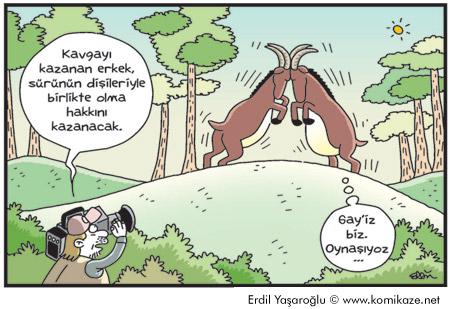 Kavgayı
kazanan erkek,
sürünün dişileriyle
birlikte olma
hakkını
kazanacak.
Gay'iz
biz.
Oynaşıyoz
...
Erdil Yaşaroğlu © www.komikaze.net